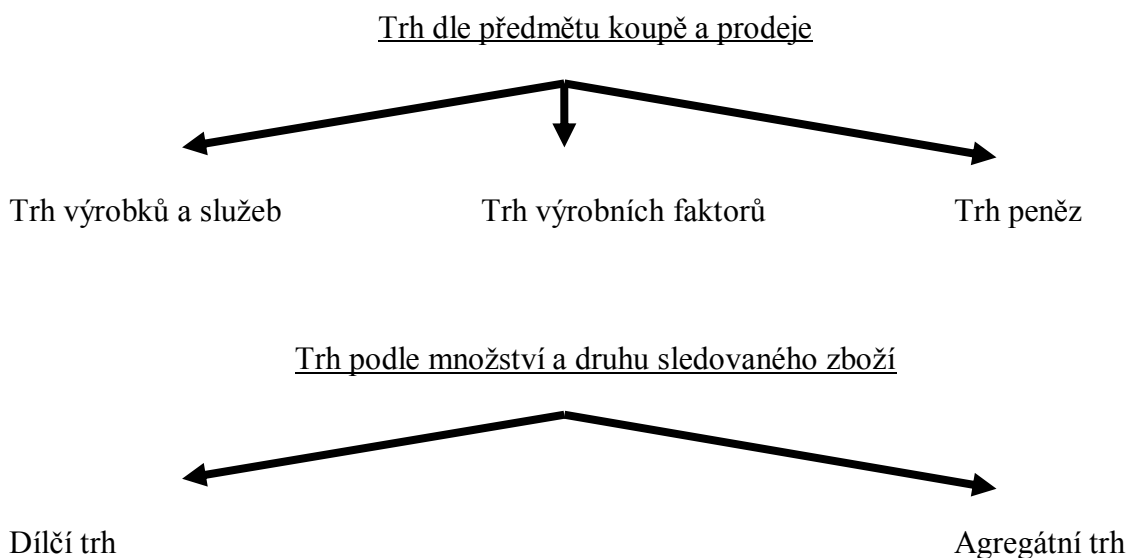 Trh dle předmětu koupě a prodeje
Trh výrobků a služeb
Trh výrobních faktorů
Trh peněz
Trh podle množství a druhu sledovaného zboží
Dílčí trh
Agregátní trh